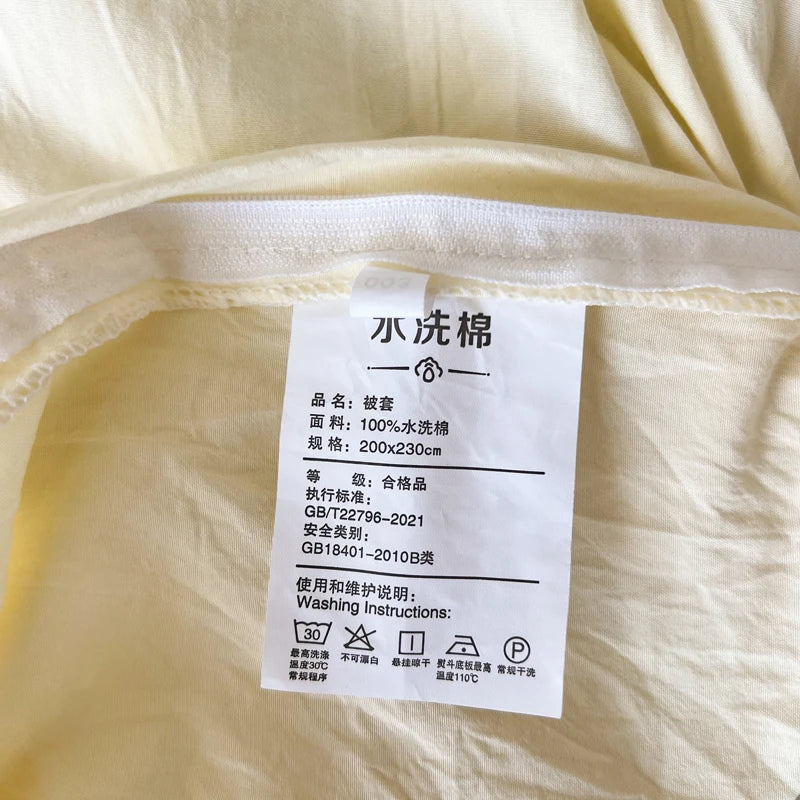 003
水洗棉
品 名：被套
面 料：100%水洗棉
规 格：200x230cm
等 级：合格品
执行标准：
GB/T22796-2021
安全类别：
GB18401-2010B类
使用和维护说明：
Washing Instructions:
30 P
最高洗涤 不可漂白 悬挂晾干 熨斗底板最高 常规干洗
温度30℃ 温度110℃
常规程序